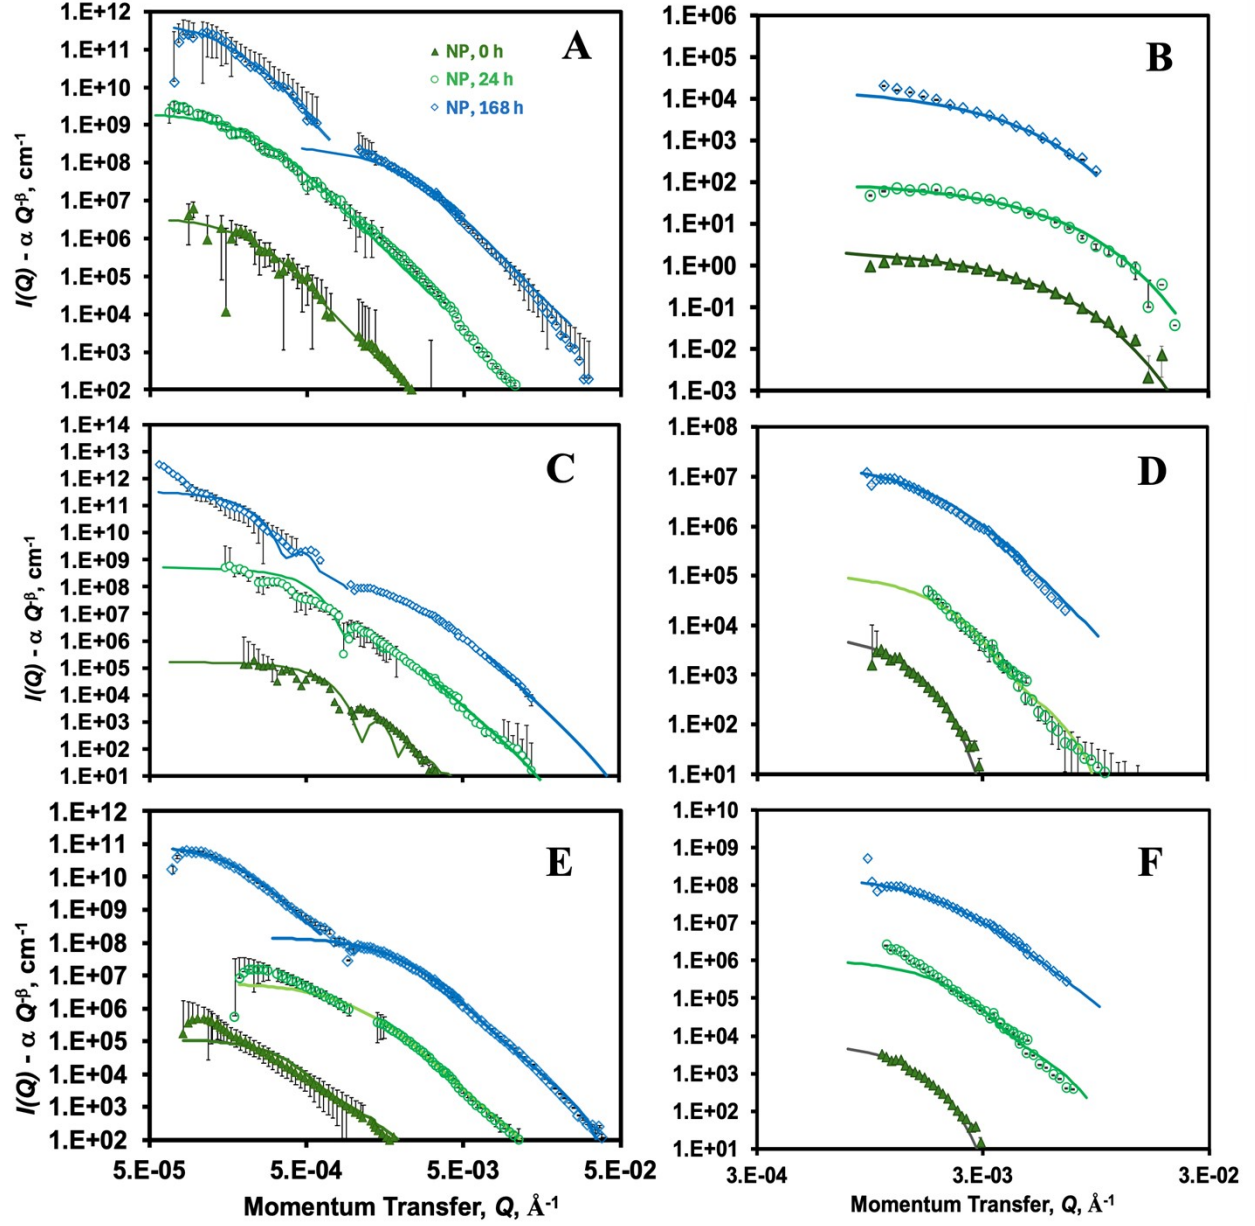 1.E+12
1.E+11
1.E+10
1.E+09
1.E+08
1.E+07
1.E+06
1.E+05
1.E+04
1.E+03
1.E+02
I(Q) - α Q-β, cm-1
A
NP, 0 h
NP, 24 h
NP, 168 h
1.E+06
1.E+05
1.E+04
1.E+03
1.E+02
1.E+01
1.E+00
1.E-01
1.E-02
1.E-03
B
1.E+14
1.E+13
1.E+12
1.E+11
1.E+10
1.E+09
1.E+08
1.E+07
1.E+06
1.E+05
1.E+04
1.E+03
1.E+02
1.E+01
I(Q) - α Q-β, cm-1
C
1.E+08
1.E+07
1.E+06
1.E+05
1.E+04
1.E+03
1.E+02
1.E+01
D
1.E+12
1.E+11
1.E+10
1.E+09
1.E+08
1.E+07
1.E+06
1.E+05
1.E+04
1.E+03
1.E+02
I(Q) - α Q-β, cm-1
E
5.E-05
5.E-04
5.E-03
5.E-02
Momentum Transfer, Q, Å-1
1.E+10
1.E+09
1.E+08
1.E+07
1.E+06
1.E+05
1.E+04
1.E+03
1.E+02
1.E+01
F
3.E-04
3.E-03
3.E-02
Momentum Transfer, Q, Å-1